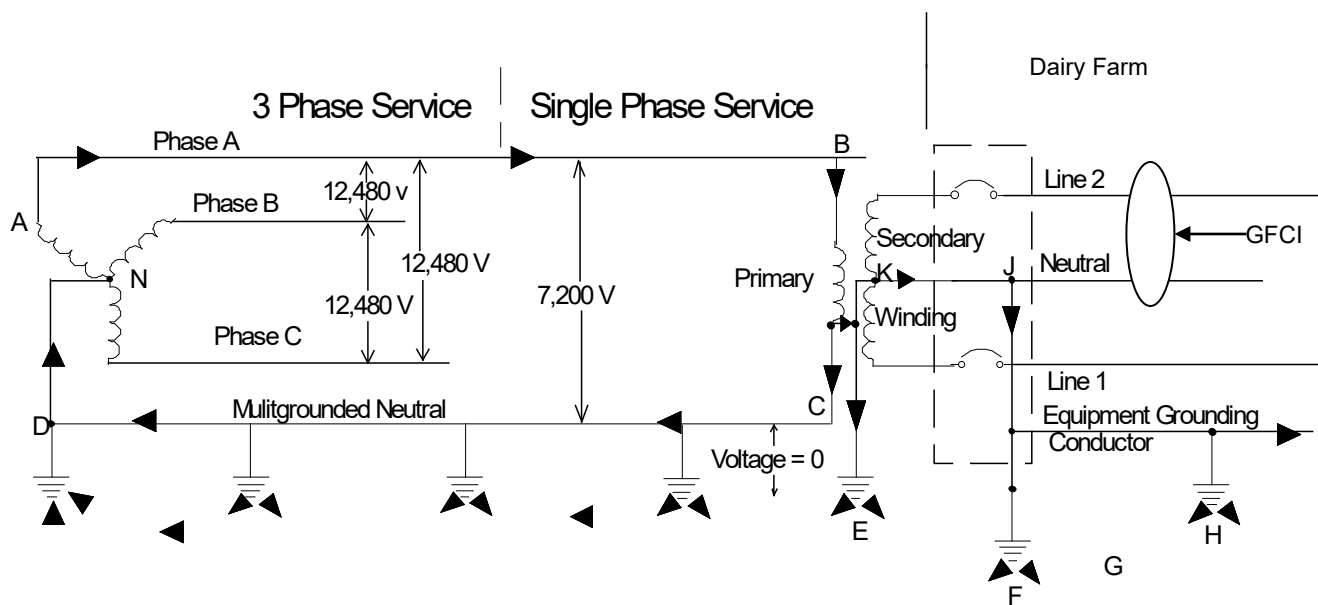 Dairy Farm
3 Phase Service
Single Phase Service
Phase A
B
12,480 v
Line 2
Phase B
A
Secondary
GFCI
12,480 V
N
Primary
K
J
Neutral
12,480 V
7,200 V
Winding
Phase C
Line 1
Mulitgrounded Neutral
C
D
Equipment Grounding
Conductor
Voltage = 0
E
H
G
F